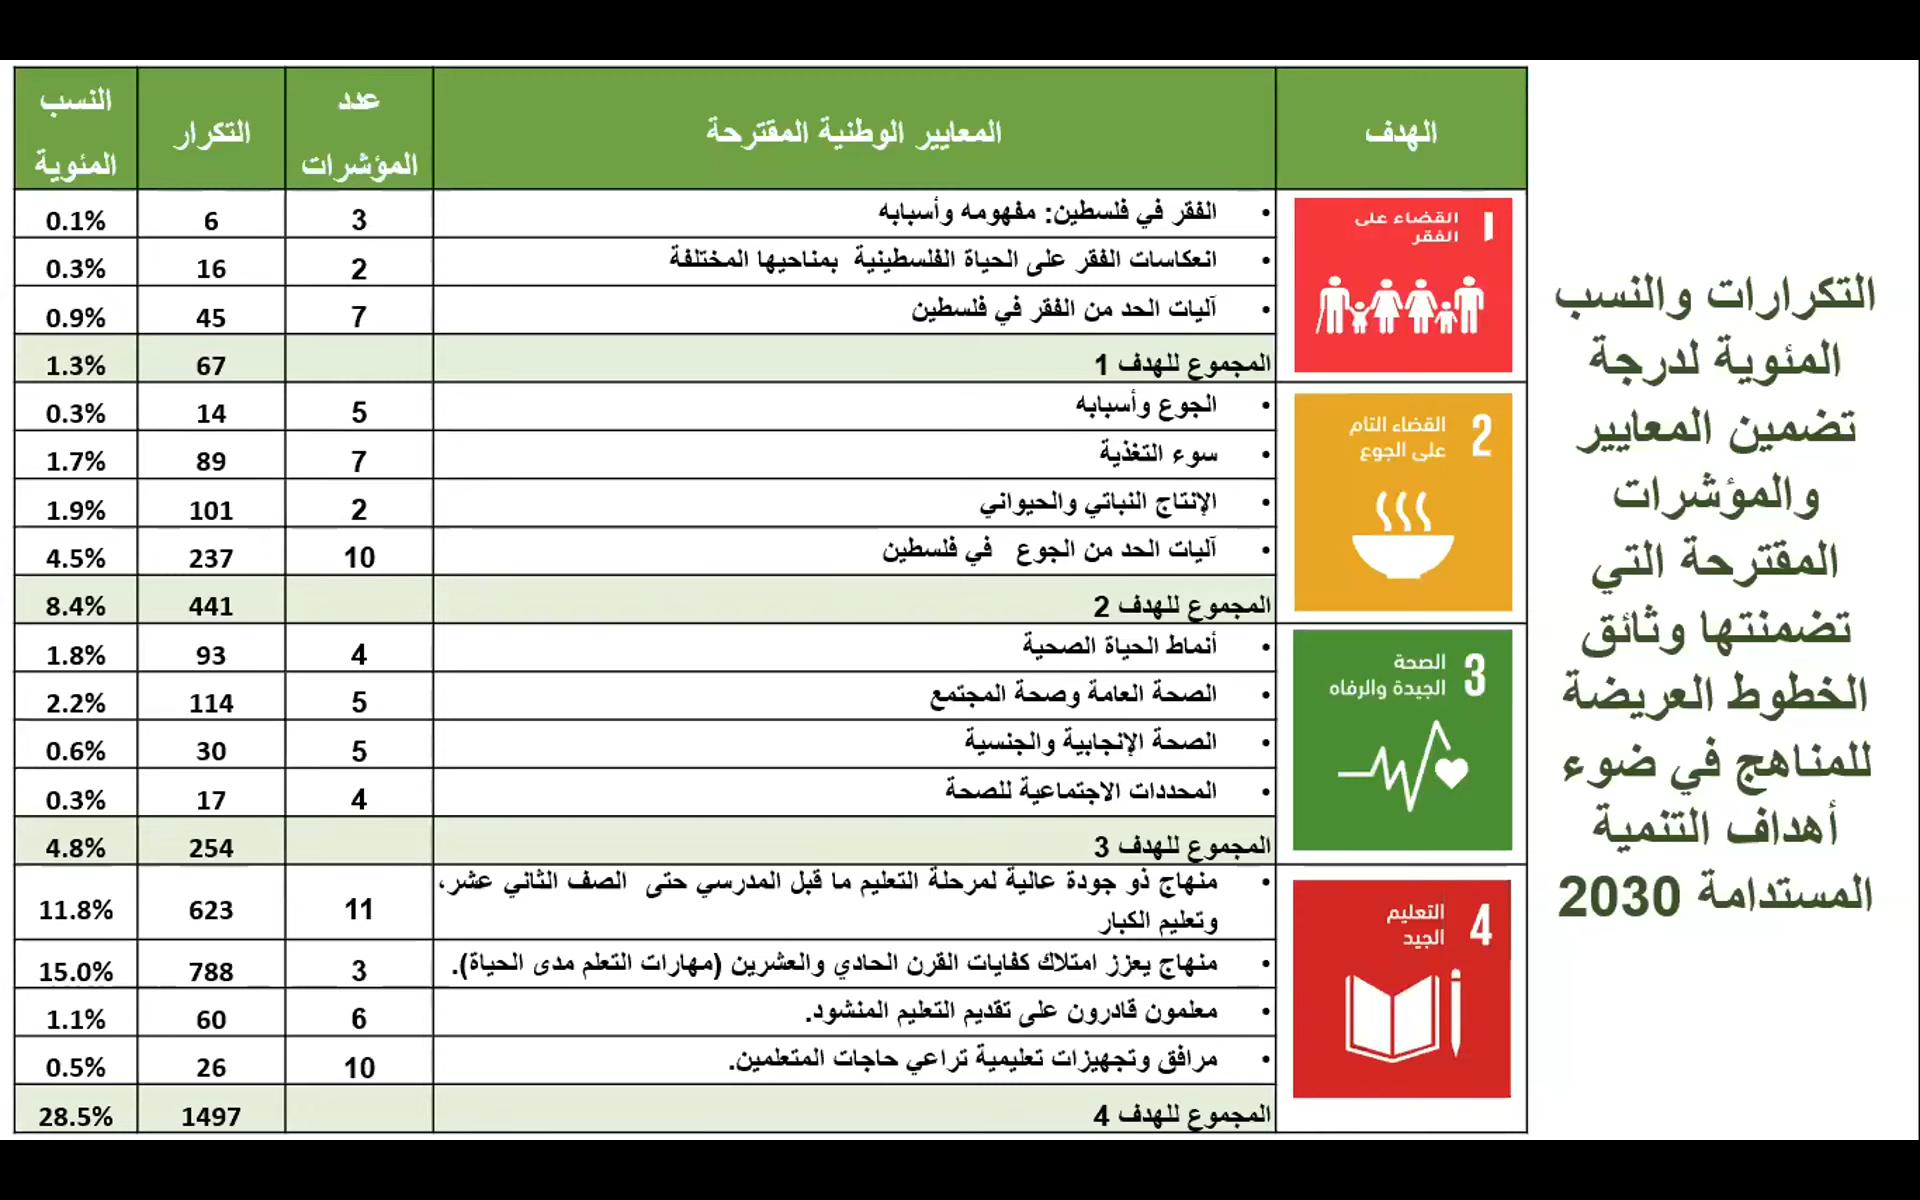 التكرارات والنسب
المئوية لدرجة
تضمين المعايير
والمؤشرات
المقترحة التي
تضمنتها وثائق
الخطوط العريضة
للمناهج في ضوء
أهداف التنمية
المستدامة 2030
الهدف المعايير الوطنية المقترحة عدد المؤشرات التكرار النسب المئوية
1 القضاء على
الفقر
• الفقر في فلسطين: مفهومه وأسبابه 3 6 0.1%
• انعكاسات الفقر على الحياة الفلسطينية بمناحيها المختلفة 2 16 0.3%
• آليات الحد من الفقر في فلسطين 7 45 0.9%
المجموع للهدف 1 67 1.3%
2 القضاء التام
على الجوع
• الجوع وأسبابه 5 14 0.3%
• سوء التغذية 7 89 1.7%
• الإنتاج النباتي والحيواني 2 101 1.9%
• آليات الحد من الجوع في فلسطين 10 237 4.5%
المجموع للهدف 2 441 8.4%
3 الصحة
الجيدة والرفاه
• أنماط الحياة الصحية 4 93 1.8%
• الصحة العامة وصحة المجتمع 5 114 2.2%
• الصحة الإنجابية والجنسية 5 30 0.6%
• المحددات الاجتماعية للصحة 4 17 0.3%
المجموع للهدف 3 254 4.8%
4 التعليم
الجيد
• منهاج ذو جودة عالية لمرحلة التعليم ما قبل المدرسي حتى الصف الثاني عشر،
وتعليم الكبار 11 623 11.8%
• منهاج يعزز امتلاك كفايات القرن الحادي والعشرين (مهارات التعلم مدى الحياة). 3 788 15.0%
• معلمون قادرون على تقديم التعليم المنشود. 6 60 1.1%
• مرافق وتجهيزات تعليمية تراعي حاجات المتعلمين. 10 26 0.5%
المجموع للهدف 4 1497 28.5%